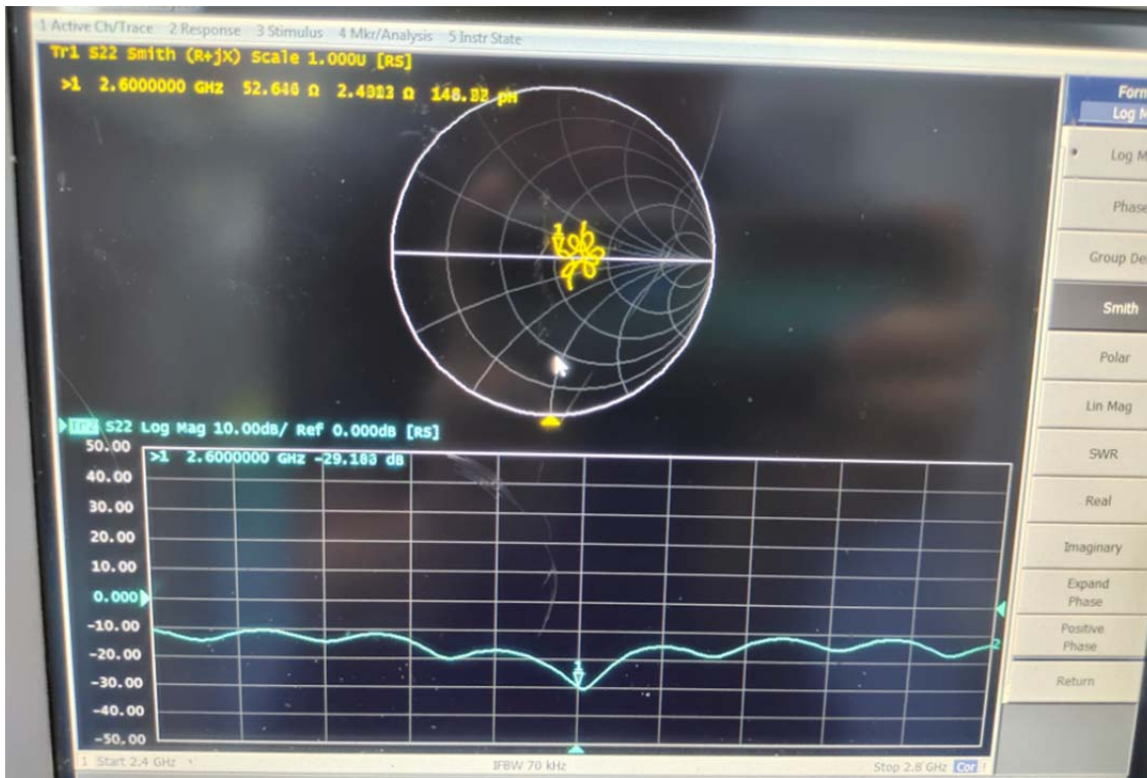 1 Active Ch/Trace 2 Response 3 Stimulus 4 Mkr/Analysis 5 Instr State
Tr1 S22 Smith (R+jX) Scale 1.000U [RS]
>1 2.6000000 GHz 52.640 Ω Ω pH
1
Form
Log M
Log M
Phase
Group De
Smith
Polar
Lin Mag
SWR
Real
Imaginary
Expand
Phase
Positive
Phase
Return
Tr2 S22 Log Mag 10.00dB/ Ref 0.000dB [RS]
>1 2.6000000 GHz dB
50.00
40.00
30.00
20.00
10.00
0.000
-10.00
-20.00
-30.00
-40.00
-50.00
1
2
1 Start 2.4 GHz
IFBW 70 kHz
Stop 2.8 GHz Cor !